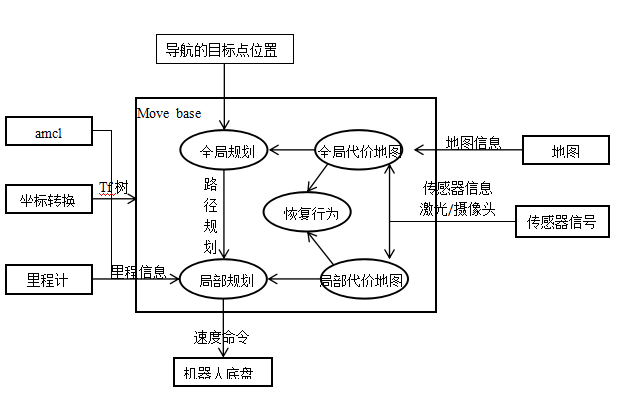 导航的目标点位置
Move base
amcl
全局规划
全局代价地图
地图信息
地图
Tf树
坐标转换
路
径
规
划
恢复行为
传感器信息
激光/摄像头
传感器信号
里程计
里程信息
局部规划
局部代价地图
速度命令
机器人底盘